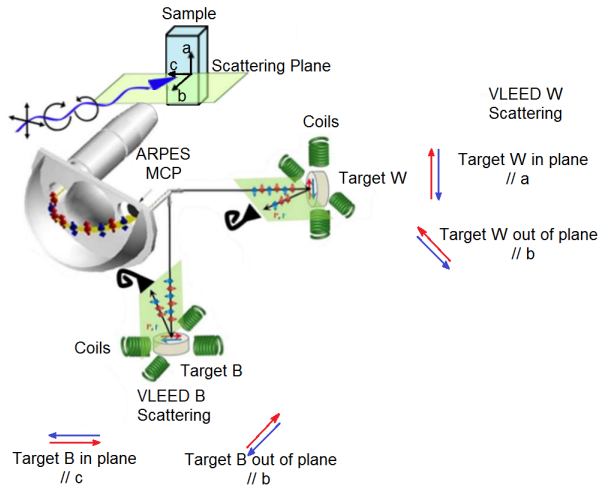 Sample
a
c
Scattering Plane
b
VLEED W
Scattering
Coils
ARPES
MCP
Target W
Target W in plane
// a
r, r
Target W out of plane
// b
r, r
Coils
Target B
VLEED B
Scattering
Target B in plane
// c
Target B out of plane
// b